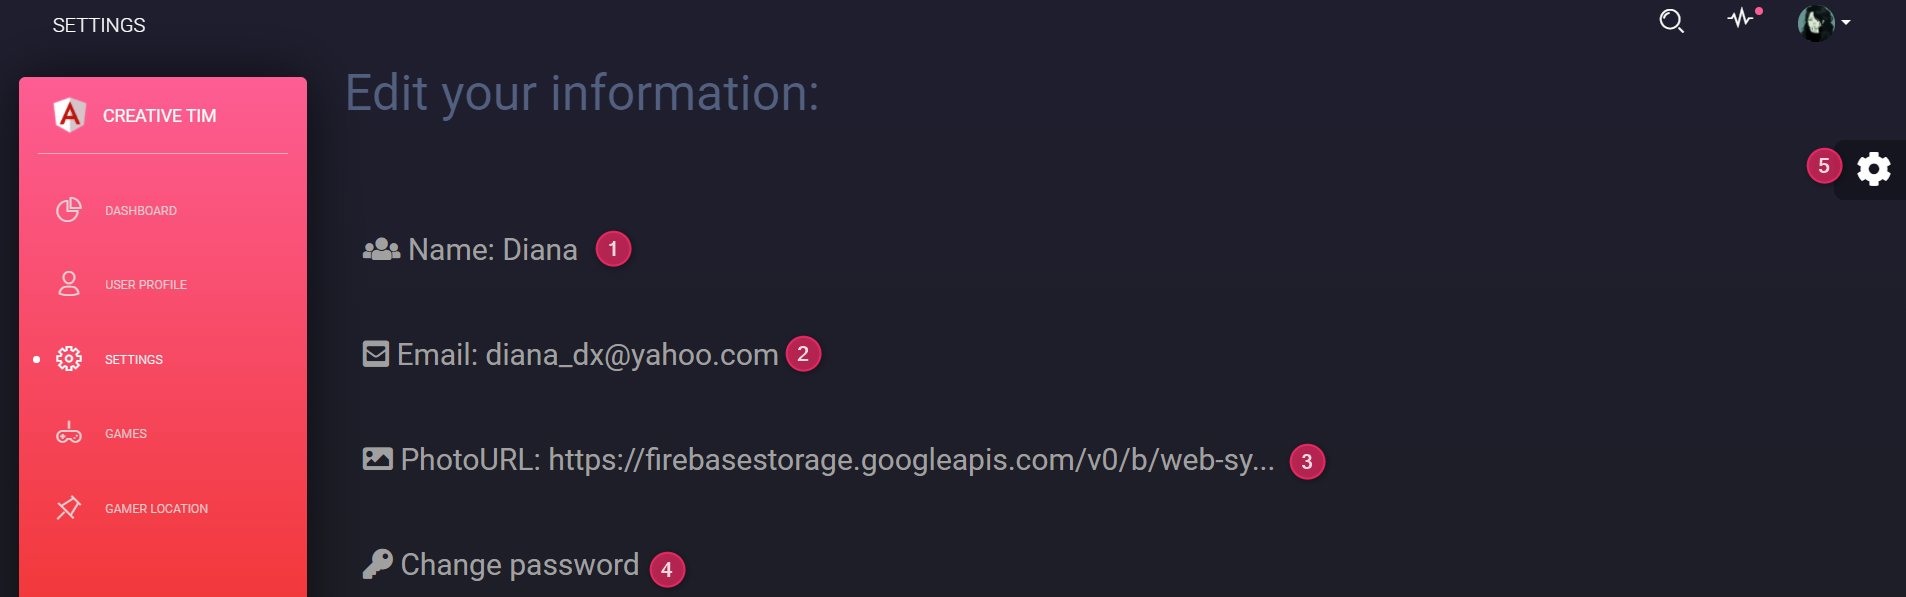 SETTINGS
CREATIVE TIM
DASHBOARD
USER PROFILE
SETTINGS
GAMES
GAMER LOCATION
Edit your information:
5
Name: Diana 1
Email: diana_dx@yahoo.com 2
PhotoURL: https://firebasestorage.googleapis.com/v0/b/web-sy... 3
Change password 4